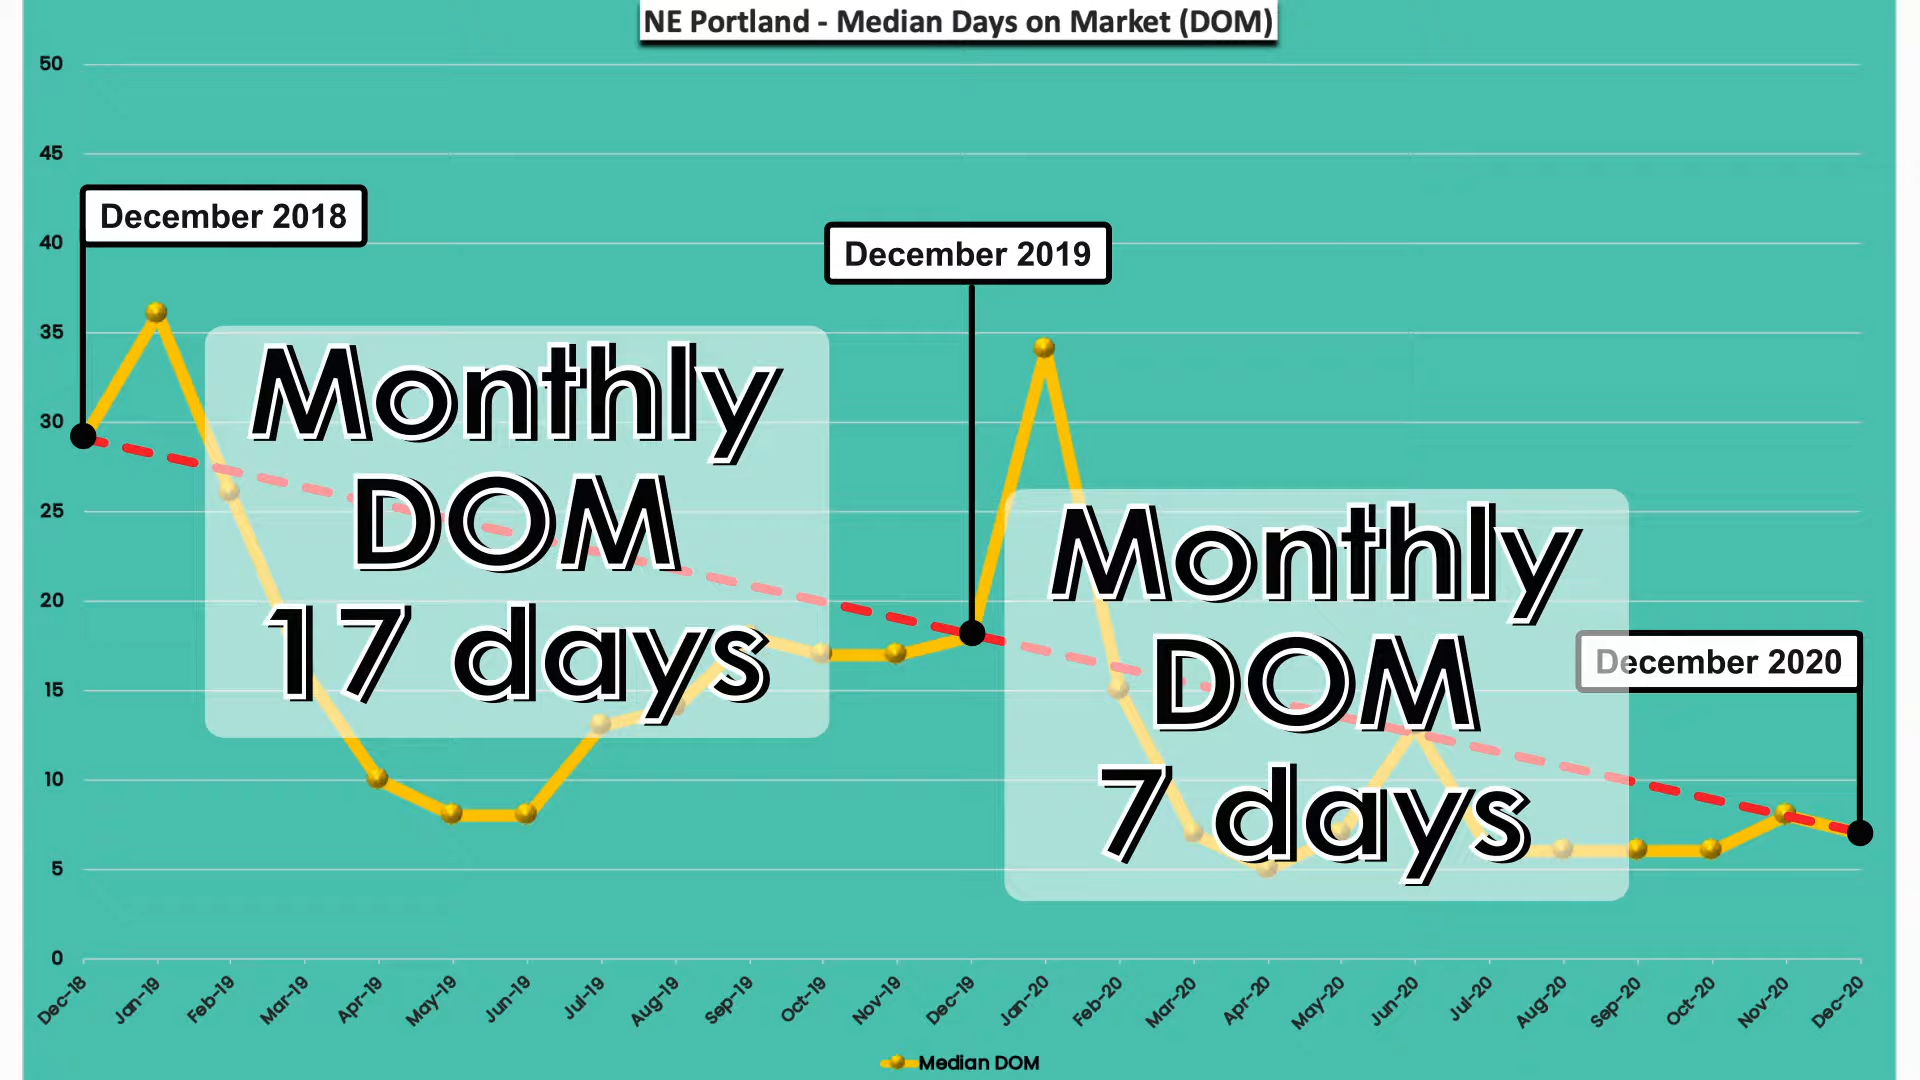 NE Portland - Median Days on Market (DOM)
50
45
40
35
30
25
20
15
10
5
0
December 2018
December 2019
December 2020
Monthly
DOM
17 days
Monthly
DOM
7 days
Dec-18
Jan-19
Feb-19
Mar-19
Apr-19
May-19
Jun-19
Jul-19
Aug-19
Sep-19
Oct-19
Nov-19
Dec-19
Jan-20
Feb-20
Mar-20
Apr-20
May-20
Jun-20
Jul-20
Aug-20
Sep-20
Oct-20
Nov-20
Dec-20
Median DOM